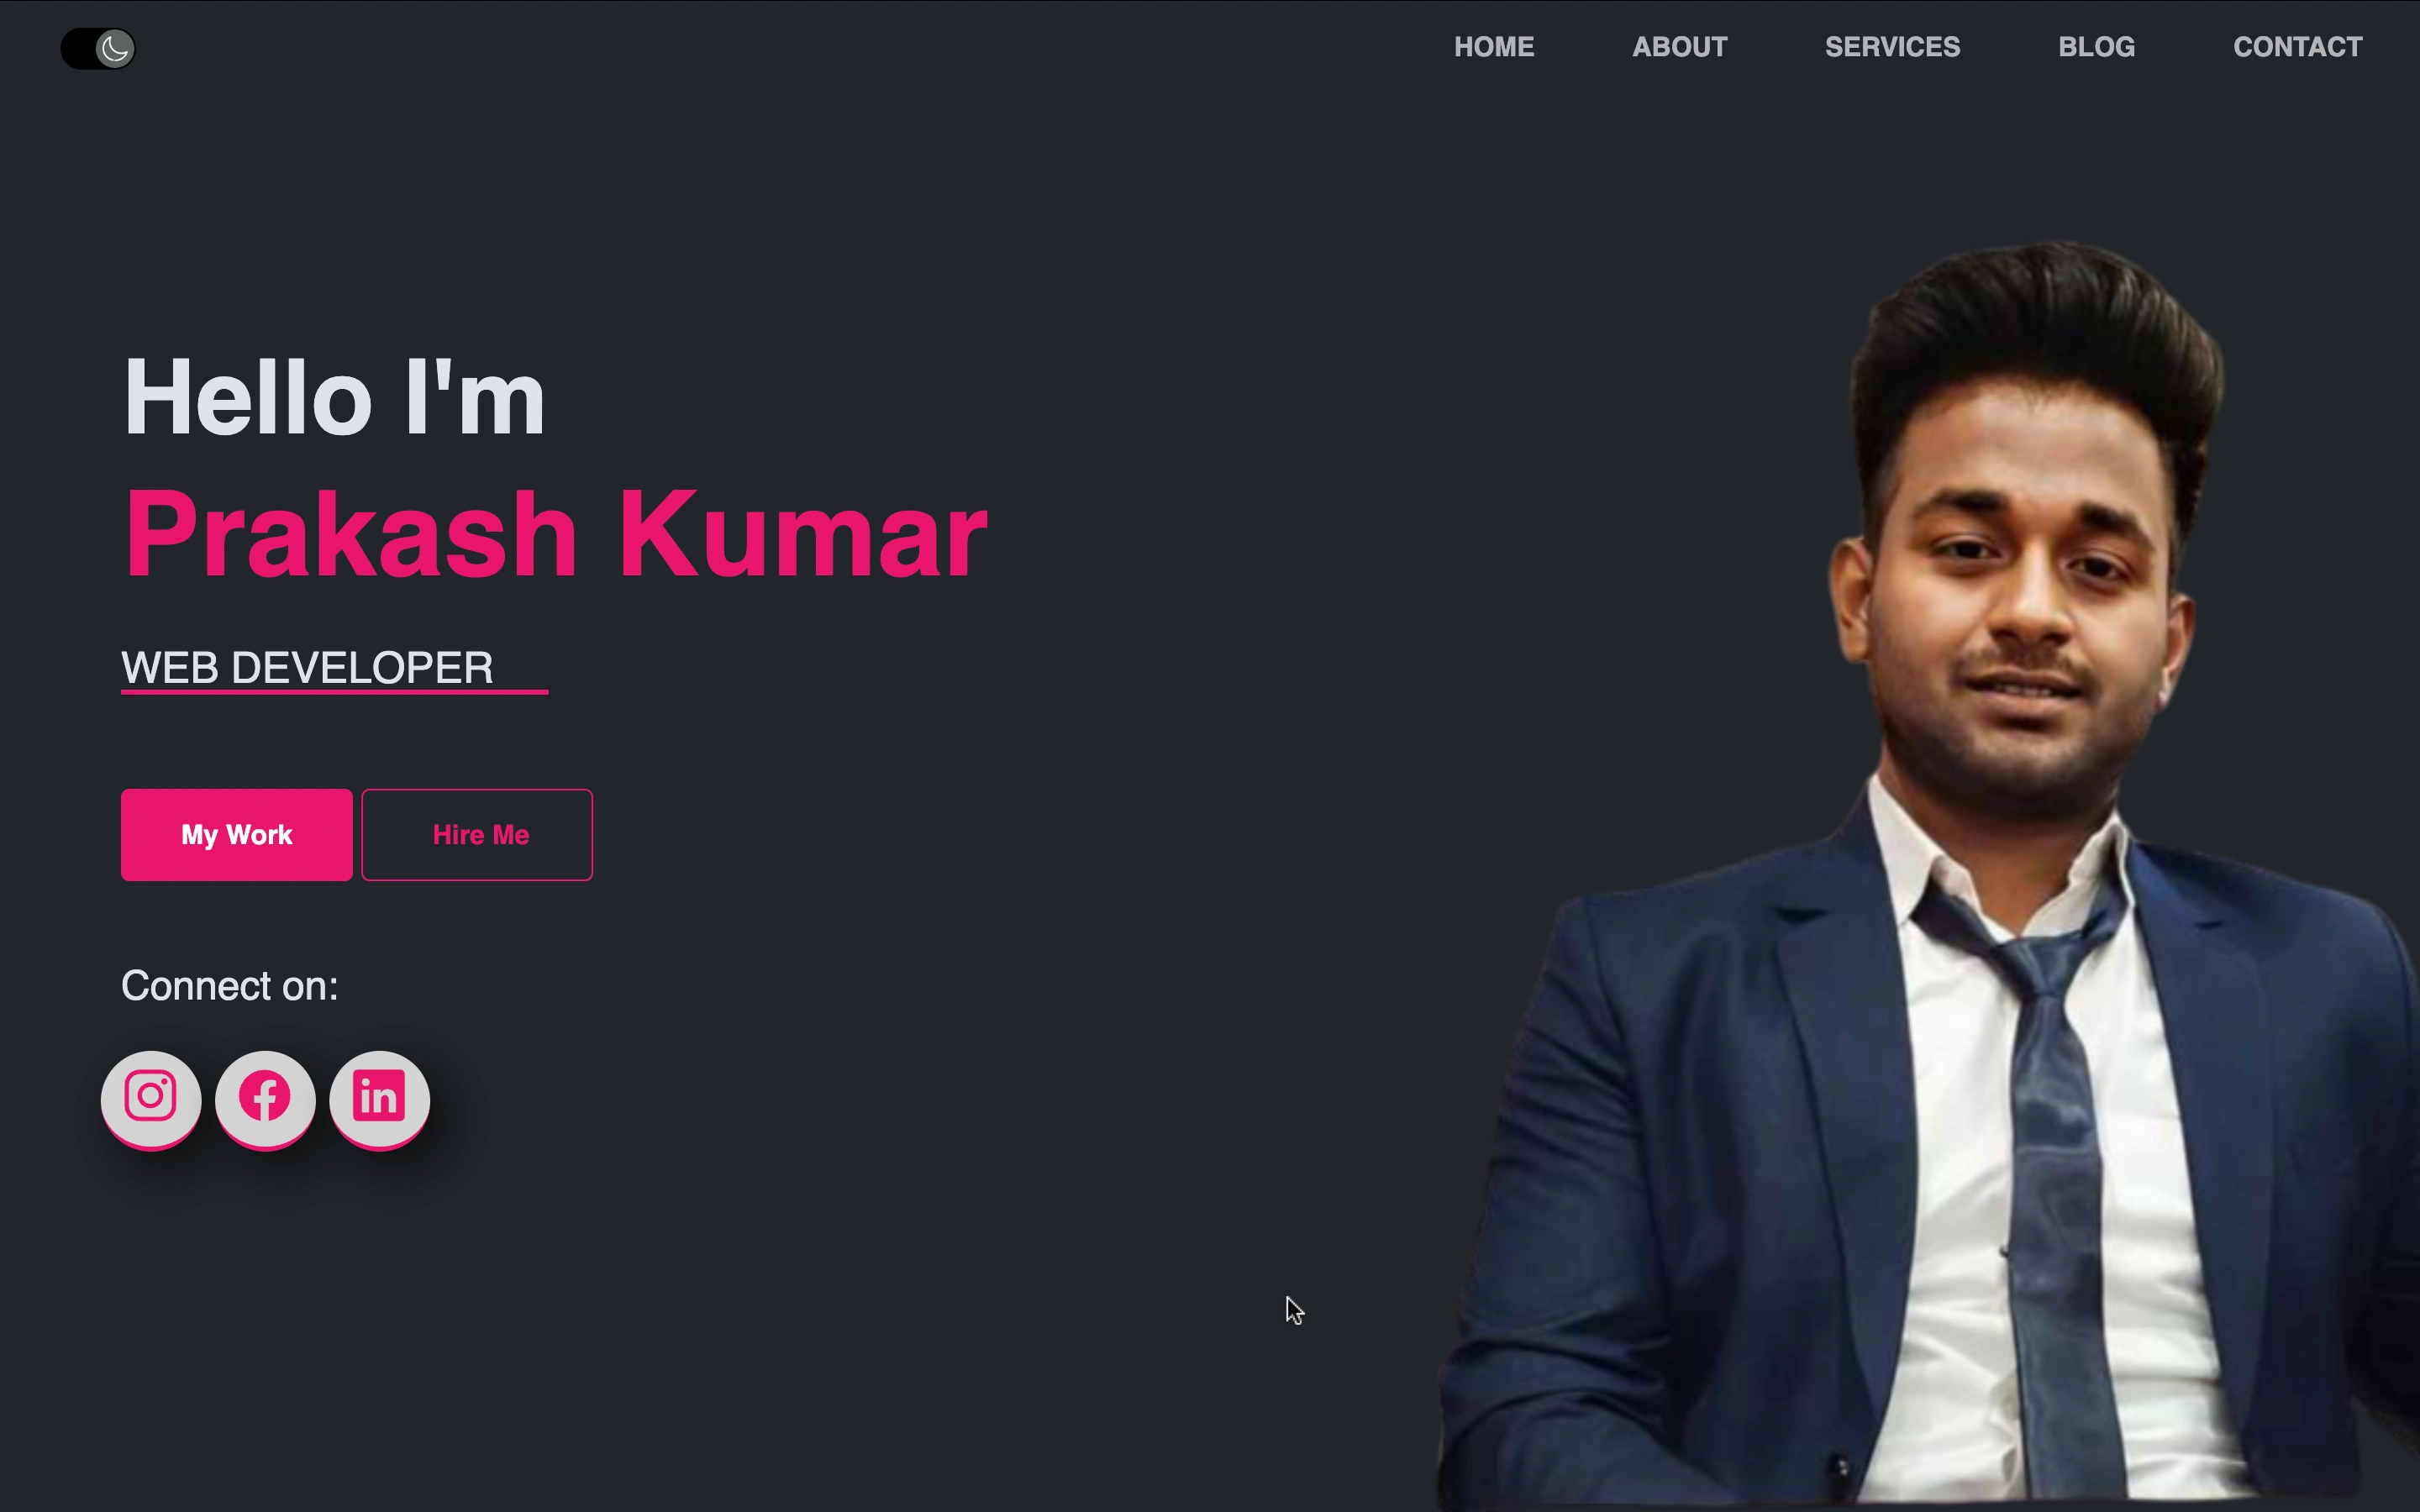 HOME ABOUT SERVICES BLOG CONTACT
Hello I'm
Prakash Kumar
WEB DEVELOPER
My Work Hire Me
Connect on: